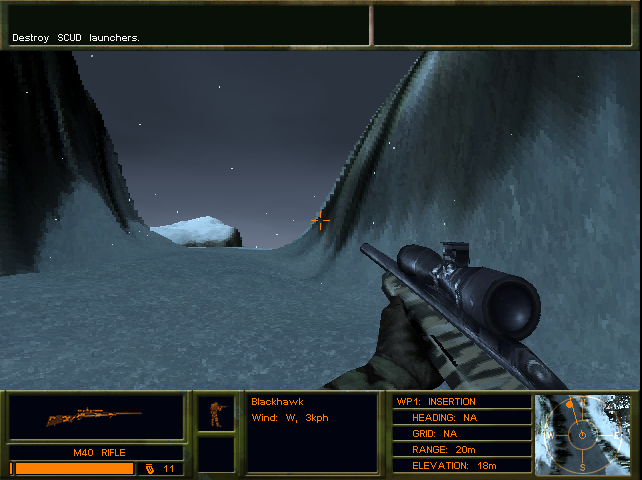 Destroy SCUD launchers.
Blackhawk
Wind: W, 3kph
M40 RIFLE
11
WP1: INSERTION
HEADING: NA
GRID: NA
RANGE: 20m
ELEVATION: 18m
W
S